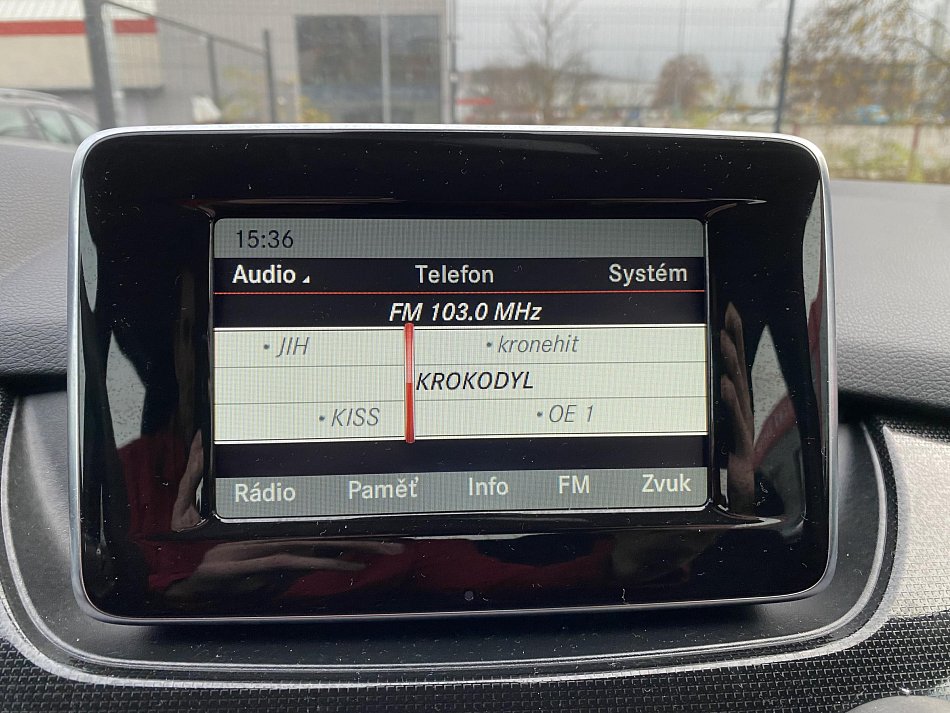 15:36
Audio Telefon Systém
FM 103.0 MHz
• JIH • kronehit
KROKODYL
• KISS • OE 1
Rádio Paměť Info FM Zvuk